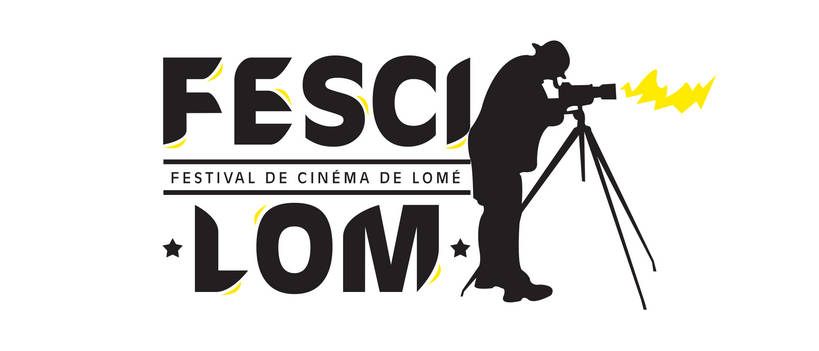 FESCI
FESTIVAL DE CINÉMA DE LOMÉ
LOM